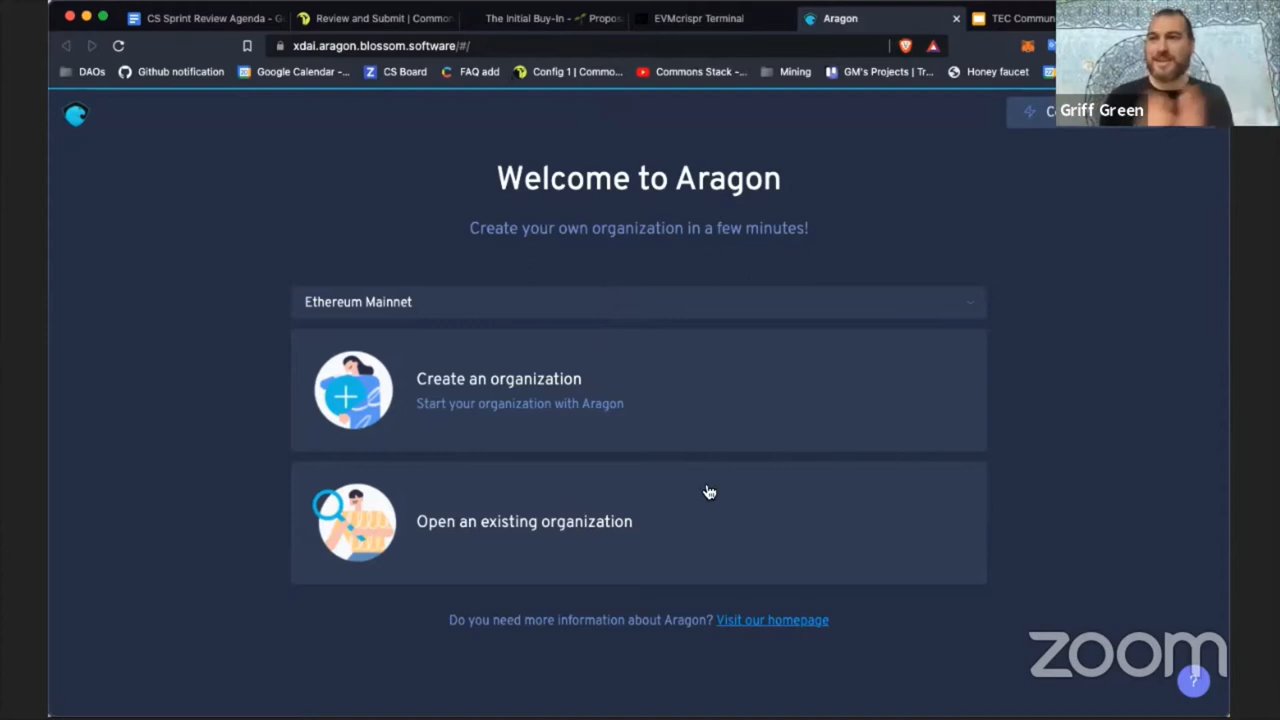 CS Sprint Review Agenda - G
Review and Submit | Common
The Initial Buy-In - 🌱 Propos
EVMcrispr Terminal
Aragon
TEC Commun
xdai.aragon.blossom.software/#/
DAOs
Github notification
Google Calendar -...
CS Board
FAQ add
Config 1 | Commo...
Commons Stack -...
Mining
GM's Projects | Tr...
Honey faucet
Griff Green
Welcome to Aragon
Create your own organization in a few minutes!
Ethereum Mainnet
Create an organization
Start your organization with Aragon
Open an existing organization
Do you need more information about Aragon? Visit our homepage
zoom
?